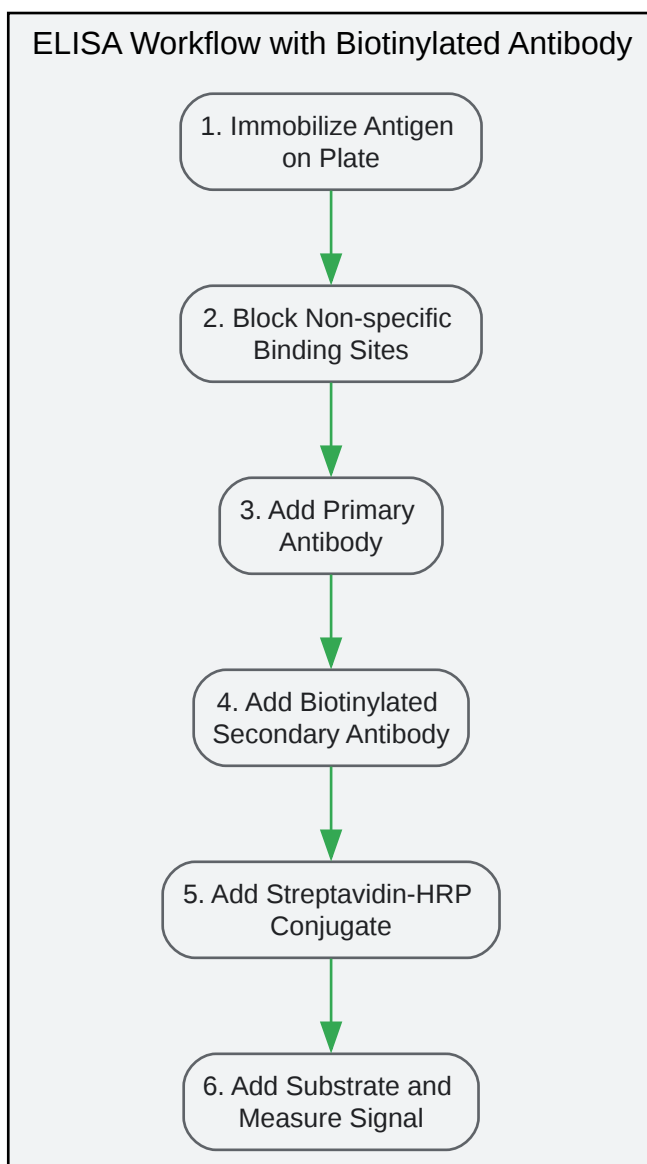 ELISA Workflow with Biotinylated Antibody
1. Immobilize Antigen
on Plate
2. Block Non-specific
Binding Sites
3. Add Primary
Antibody
4. Add Biotinylated
Secondary Antibody
5. Add Streptavidin-HRP
Conjugate
6. Add Substrate and
Measure Signal